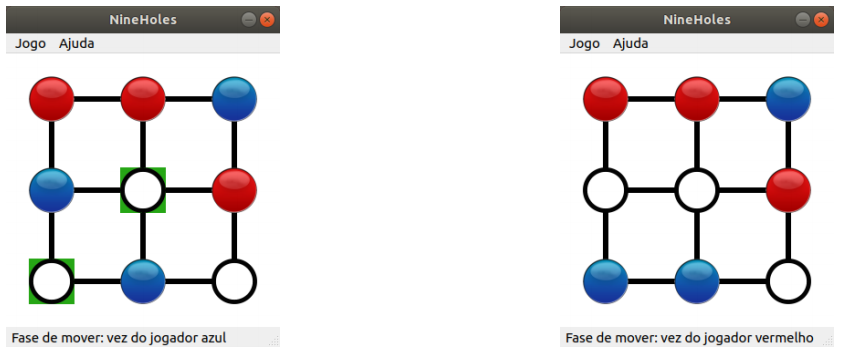 NineHoles
Jogo Ajuda
Fase de mover: vez do jogador azul
NineHoles
Jogo Ajuda
Fase de mover: vez do jogador vermelho